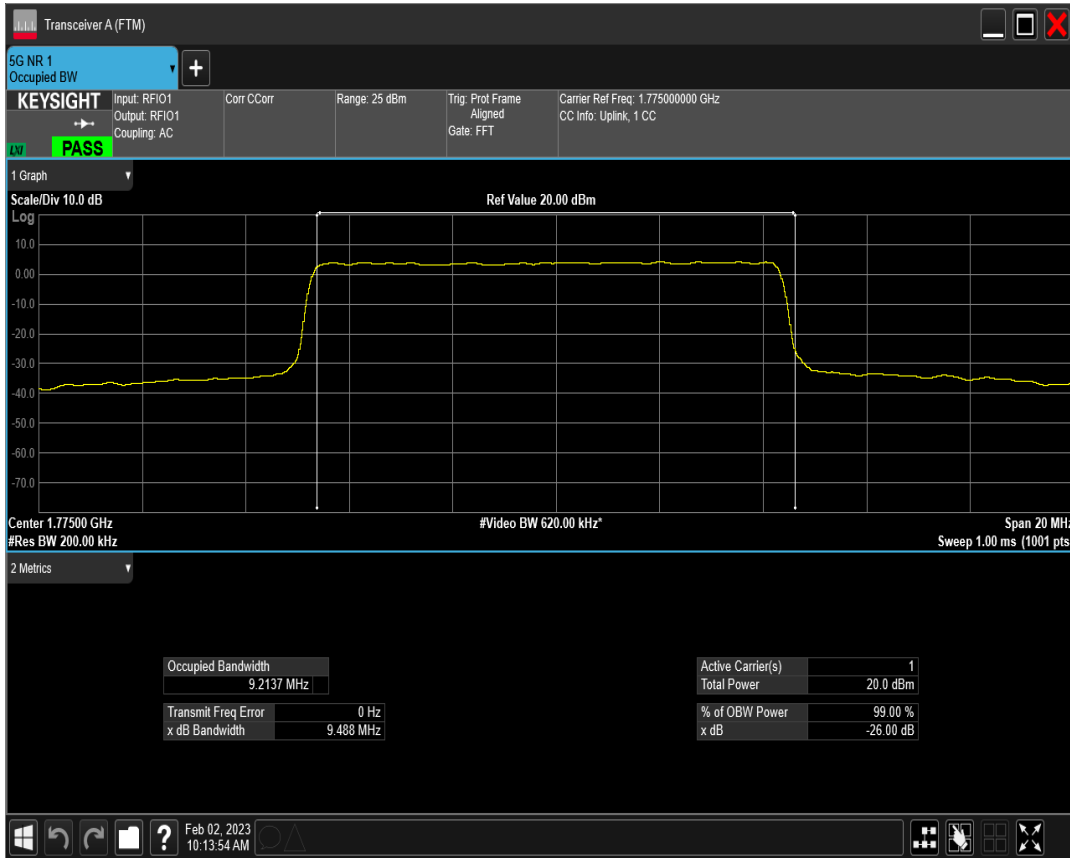 Transceiver A (FTM)
5G NR 1
Occupied BW
+
KEYSIGHT
Input: RFIO1
Output: RFIO1
Coupling: AC
Corr CCorr
Range: 25 dBm
Trig: Prot Frame
Aligned
Gate: FFT
Carrier Ref Freq: 1.775000000 GHz
CC Info: Uplink, 1 CC
LXI
PASS
1 Graph
Scale/Div 10.0 dB
Ref Value 20.00 dBm
Log
10.0
0.00
-10.0
-20.0
-30.0
-40.0
-50.0
-60.0
-70.0
Center 1.77500 GHz
#Video BW 620.00 kHz*
Span 20 MHz
#Res BW 200.00 kHz
Sweep 1.00 ms (1001 pts
2 Metrics
Occupied Bandwidth
9.2137 MHz
Transmit Freq Error 0 Hz
x dB Bandwidth 9.488 MHz
Active Carrier(s) 1
Total Power 20.0 dBm
% of OBW Power 99.00 %
x dB -26.00 dB
?
Feb 02, 2023
10:13:54 AM